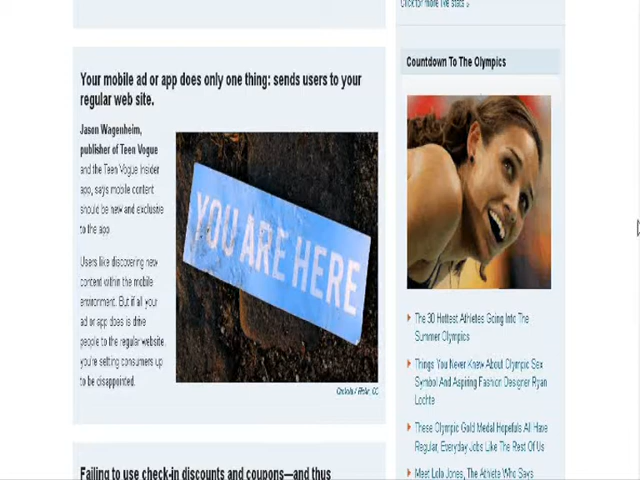 Click for more live stats >
Your mobile ad or app does only one thing: sends users to your
regular web site.
Jason Wagenheim,
publisher of Teen Vogue
and the Teen Vogue Insider
app, says mobile content
should be new and exclusive
to the app
Users like discovering new
content within the mobile
environment. But if all your
ad or app does is drive
people to the regular website,
you're setting consumers up
to be disappointed.
YOU ARE HERE
/ Flickr, CC
Failing to use check-in discounts and coupons—and thus
Countdown To The Olympics
The 30 Hottest Athletes Going Into The
Summer Olympics
Things You Never Knew About Olympic Sex
Symbol And Aspiring Fashion Designer Ryan
Lochte
These Olympic Gold Medal Hopefuls All Have
Regular, Everyday Jobs Like The Rest Of Us
Meet Lolo Jones, The Athlete Who Says